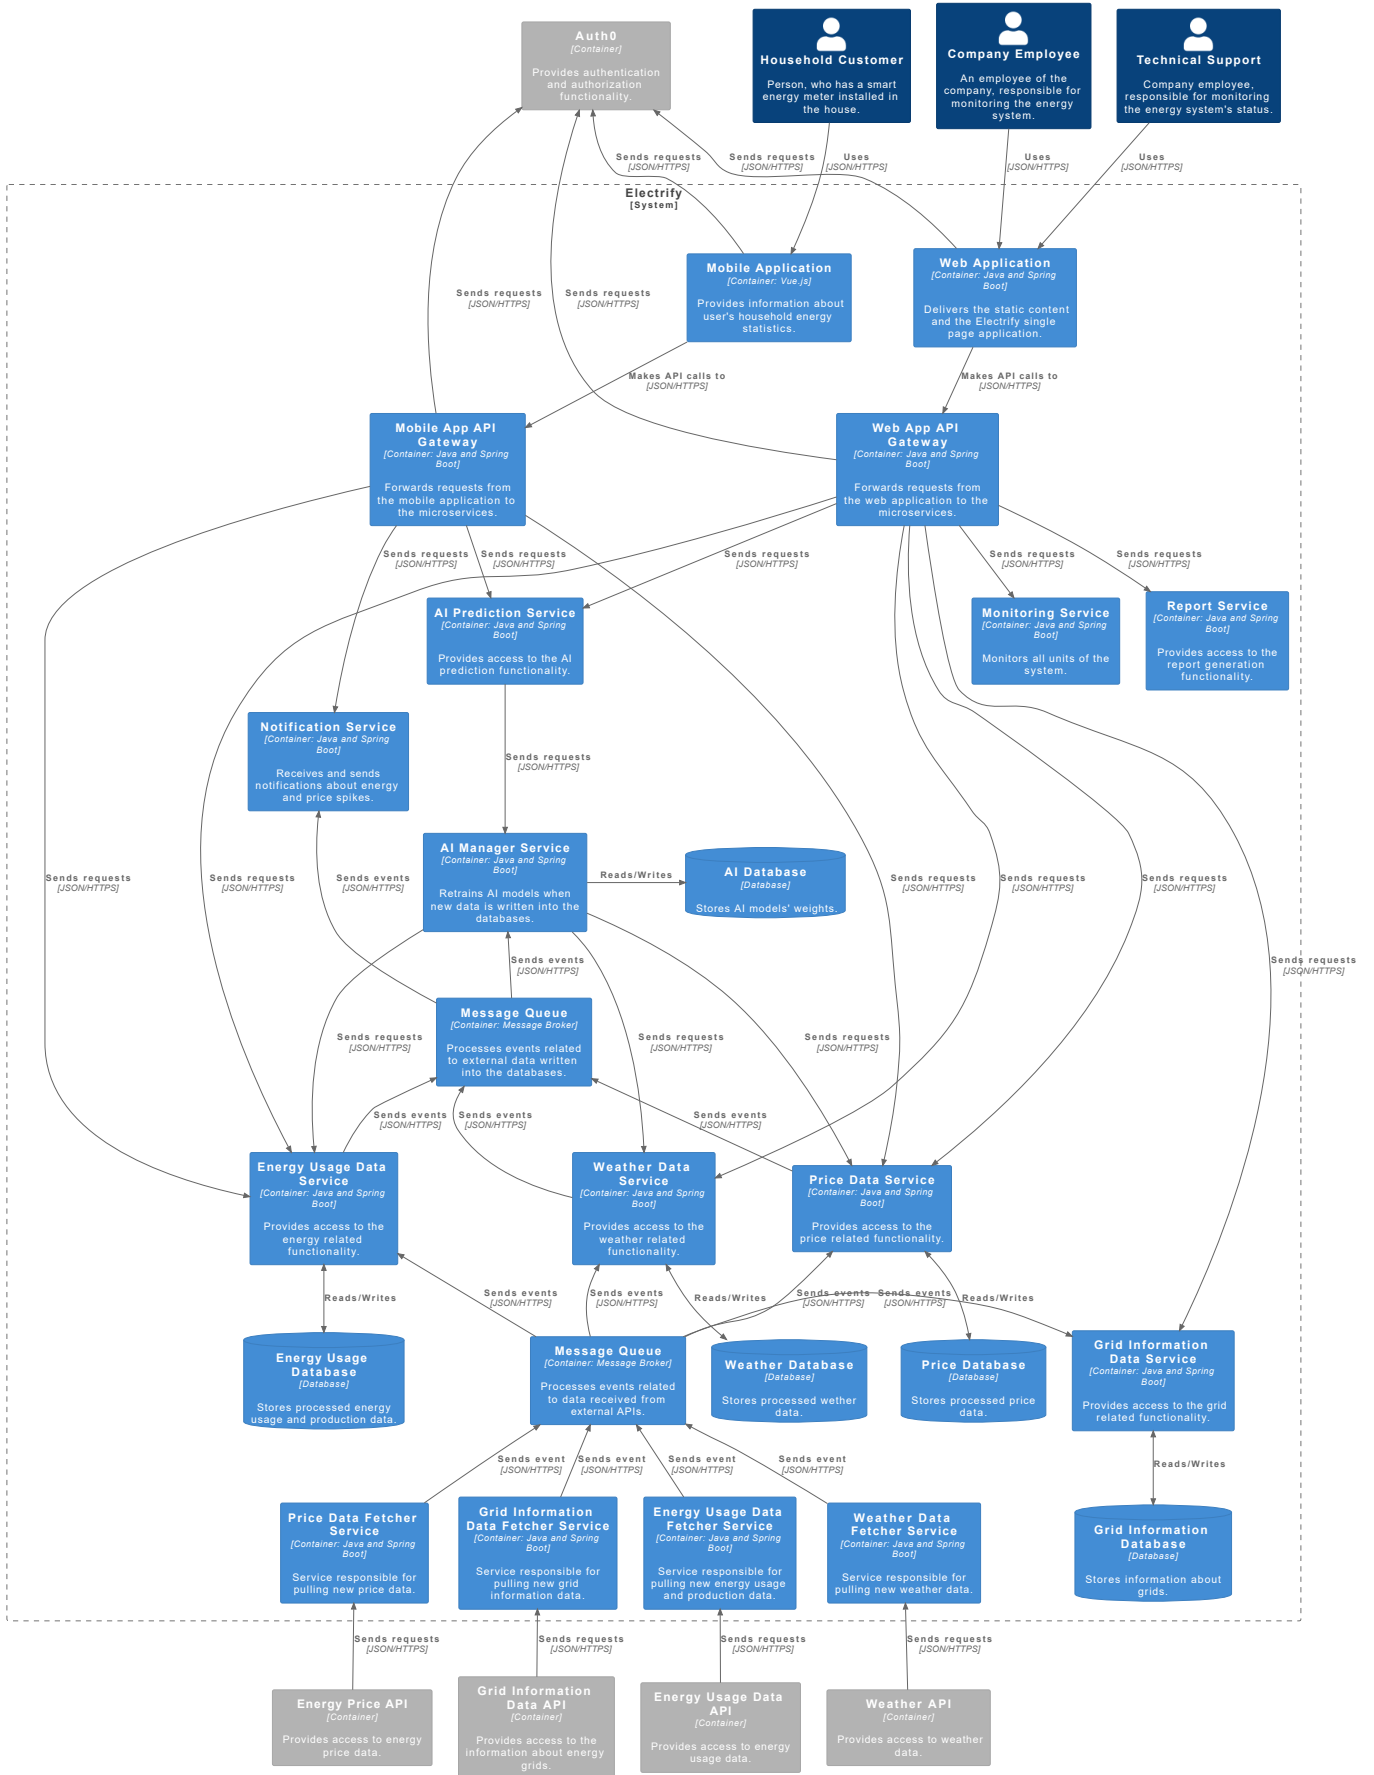 Auth0
[Container]
Provides authentication
and authorization
functionality.
Household Customer
Person, who has a smart
energy meter installed in
the house.
Company Employee
An employee of the
company, responsible for
monitoring the energy
system.
Technical Support
Company employee,
responsible for monitoring
the energy system's status.
Sends requests
[JSON/HTTPS]
Sends requests
[JSON/HTTPS]
Uses
[JSON/HTTPS]
Uses
[JSON/HTTPS]
Uses
[JSON/HTTPS]
Electrify
[System]
Mobile Application
[Container: Vue.js]
Provides information about
user's household energy
statistics.
Web Application
[Container: Java and Spring
Boot]
Delivers the static content
and the Electrify single
page application.
Sends requests
[JSON/HTTPS]
Sends requests
[JSON/HTTPS]
Makes API calls to
[JSON/HTTPS]
Makes API calls to
[JSON/HTTPS]
Mobile App API
Gateway
[Container: Java and Spring
Boot]
Forwards requests from
the mobile application to
the microservices.
Web App API
Gateway
[Container: Java and Spring
Boot]
Forwards requests from
the web application to the
microservices.
Sends requests
[JSON/HTTPS]
Sends requests
[JSON/HTTPS]
Sends requests
[JSON/HTTPS]
Sends requests
[JSON/HTTPS]
Sends requests
[JSON/HTTPS]
AI Prediction Service
[Container: Java and Spring
Boot]
Provides access to the AI
prediction functionality.
Monitoring Service
[Container: Java and Spring
Boot]
Monitors all units of the
system.
Report Service
[Container: Java and Spring
Boot]
Provides access to the
report generation
functionality.
Notification Service
[Container: Java and Spring
Boot]
Receives and sends
notifications about energy
and price spikes.
Sends requests
[JSON/HTTPS]
AI Manager Service
[Container: Java and Spring
Boot]
Retrains AI models when
new data is written into the
databases.
Reads/Writes
AI Database
[Database]
Stores AI models' weights.
Sends requests
[JSON/HTTPS]
Sends requests
[JSON/HTTPS]
Sends events
[JSON/HTTPS]
Sends requests
[JSON/HTTPS]
Sends requests
[JSON/HTTPS]
Sends requests
[JSON/HTTPS]
Sends events
[JSON/HTTPS]
Sends requests
[JSON/HTTPS]
Message Queue
[Container: Message Broker]
Processes events related
to external data written
into the databases.
Sends requests
[JSON/HTTPS]
Sends requests
[JSON/HTTPS]
Sends requests
[JSON/HTTPS]
Sends events
[JSON/HTTPS]
Sends events
[JSON/HTTPS]
Sends events
[JSON/HTTPS]
Energy Usage Data
Service
[Container: Java and Spring
Boot]
Provides access to the
energy related
functionality.
Weather Data
Service
[Container: Java and Spring
Boot]
Provides access to the
weather related
functionality.
Price Data Service
[Container: Java and Spring
Boot]
Provides access to the
price related functionality.
Reads/Writes
Sends events
[JSON/HTTPS]
Sends events
[JSON/HTTPS]
Reads/Writes
Sends events
[JSON/HTTPS]
Sends events
[JSON/HTTPS]
Reads/Writes
Energy Usage
Database
[Database]
Stores processed energy
usage and production data.
Message Queue
[Container: Message Broker]
Processes events related
to data received from
external APIs.
Weather Database
[Database]
Stores processed wether
data.
Price Database
[Database]
Stores processed price
data.
Grid Information
Data Service
[Container: Java and Spring
Boot]
Provides access to the grid
related functionality.
Sends event
[JSON/HTTPS]
Sends event
[JSON/HTTPS]
Sends event
[JSON/HTTPS]
Sends event
[JSON/HTTPS]
Reads/Writes
Price Data Fetcher
Service
[Container: Java and Spring
Boot]
Service responsible for
pulling new price data.
Grid Information
Data Fetcher Service
[Container: Java and Spring
Boot]
Service responsible for
pulling new grid
information data.
Energy Usage Data
Fetcher Service
[Container: Java and Spring
Boot]
Service responsible for
pulling new energy usage
and production data.
Weather Data
Fetcher Service
[Container: Java and Spring
Boot]
Service responsible for
pulling new weather data.
Grid Information
Database
[Database]
Stores information about
grids.
Sends requests
[JSON/HTTPS]
Sends requests
[JSON/HTTPS]
Sends requests
[JSON/HTTPS]
Sends requests
[JSON/HTTPS]
Energy Price API
[Container]
Provides access to energy
price data.
Grid Information
Data API
[Container]
Provides access to the
information about energy
grids.
Energy Usage Data
API
[Container]
Provides access to energy
usage data.
Weather API
[Container]
Provides access to weather
data.